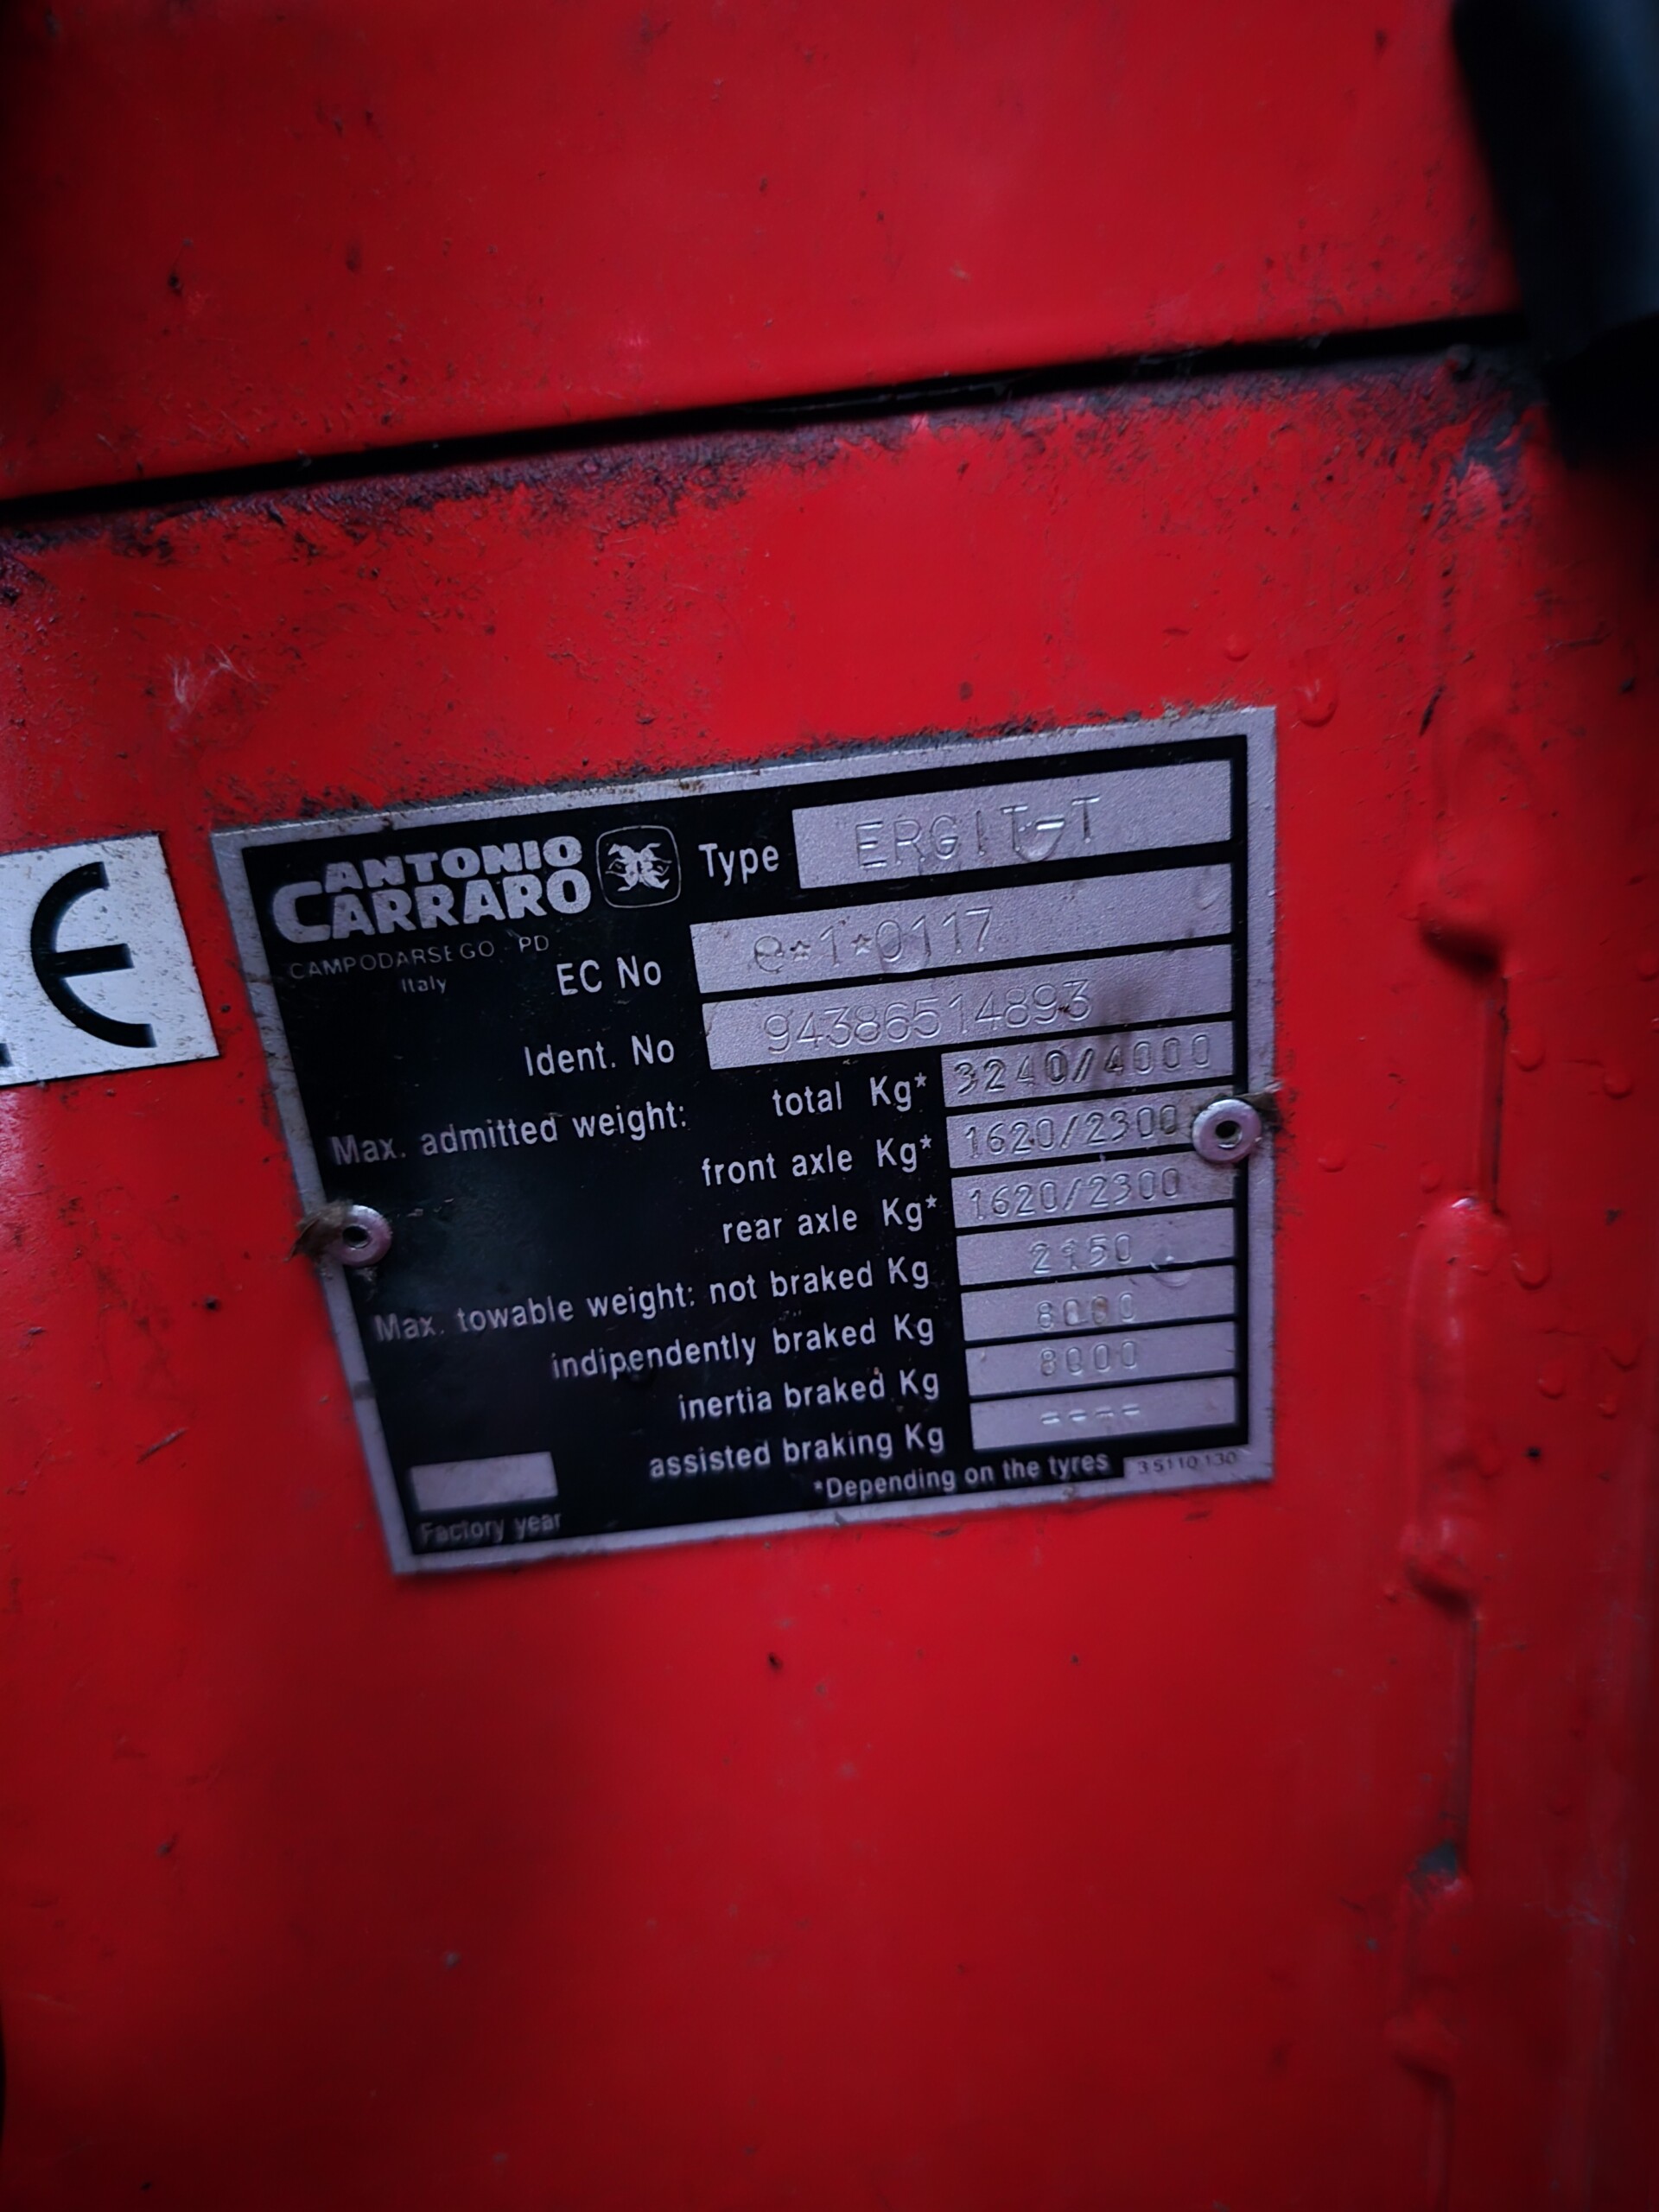 CE
ANTONIO
CARRARO
CAMPODARSEGO PD
Italy
Type ERGIT-T
EC No e*1*0117
Ident. No 94386514893
Max. admitted weight: total Kg* 3240//4000
front axle Kg* 1620/2300
rear axle Kg* 1620/2300
Max. towable weight: not braked Kg 2150
indipendently braked Kg 8000
inertia braked Kg 8000
assisted braking Kg ----
*Depending on the tyres 35110130
Factory year